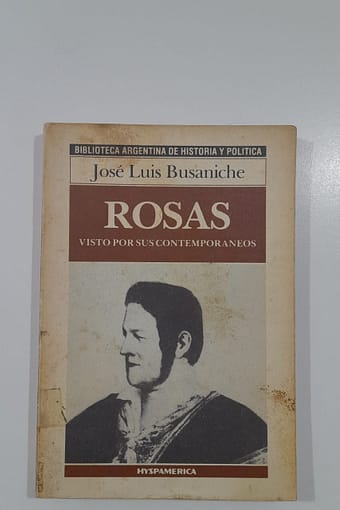 BIBLIOTECA ARGENTINA DE HISTORIA Y POLITICA
José Luis Busaniche
ROSAS
VISTO POR SUS CONTEMPORANEOS
HYSPAMERICA